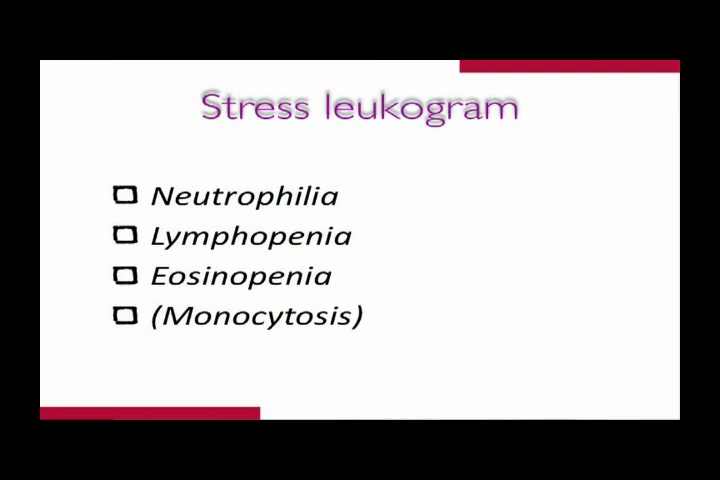 Stress leukogram
Neutrophilia
Lymphopenia
Eosinopenia
(Monocytosis)